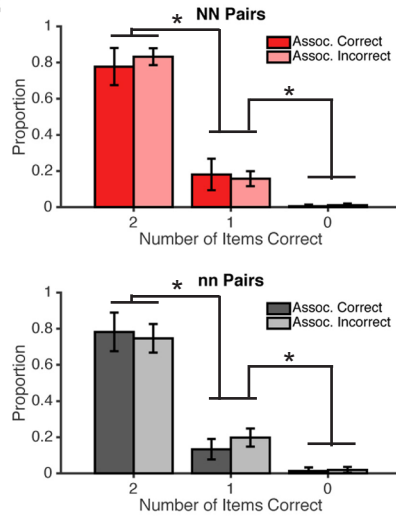 NN Pairs
1
*
Assoc. Correct
Assoc. Incorrect
0.8
0.6
*
Proportion
0.4
0.2
0
2 1 0
Number of Items Correct
nn Pairs
1
*
Assoc. Correct
Assoc. Incorrect
0.8
0.6
*
Proportion
0.4
0.2
0
2 1 0
Number of Items Correct